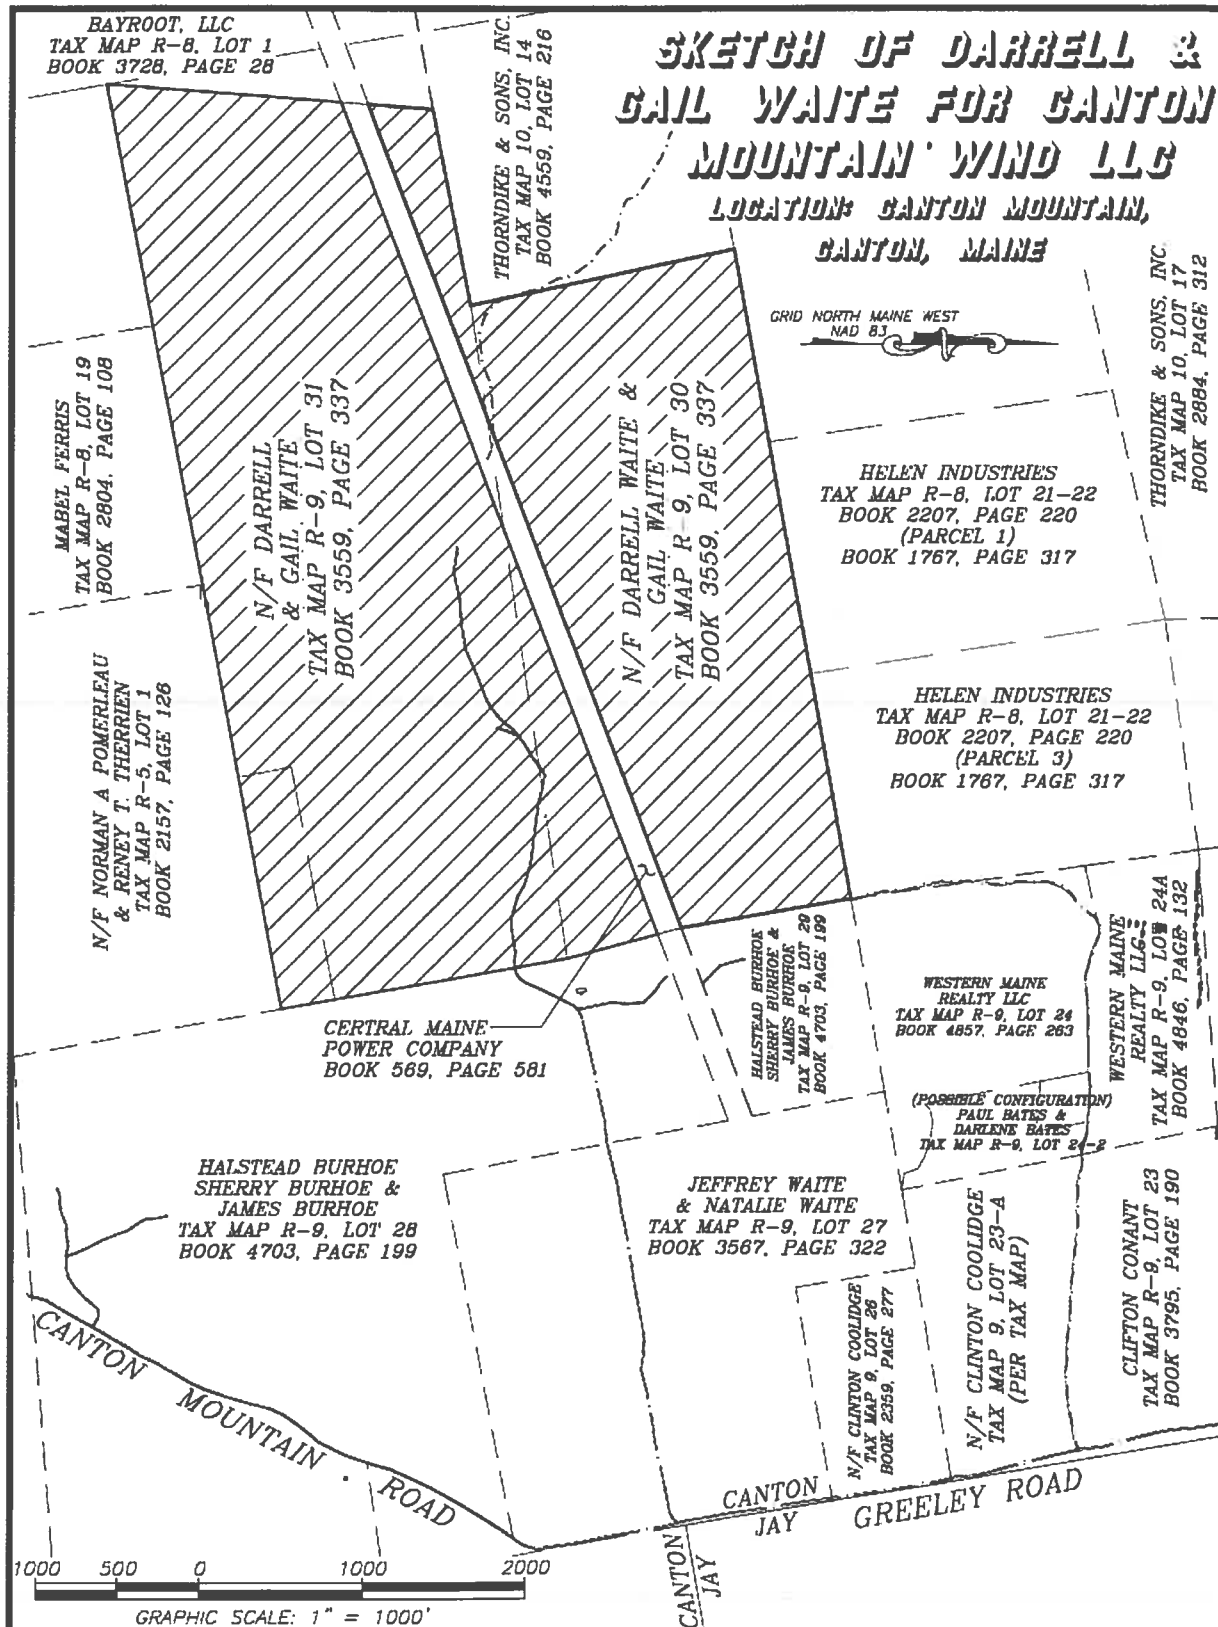 SKETCH OF DARRELL &
GAIL WAITE FOR CANTON
MOUNTAIN WIND LLC
LOCATION: CANTON MOUNTAIN,
CANTON, MAINE
BAYROOT, LLC
TAX MAP R-8, LOT 1
BOOK 3728, PAGE 28
THORNDIKE & SONS, INC.
TAX MAP 10, LOT 14
BOOK 4559, PAGE 216
GRID NORTH MAINE WEST
NAD 83
THORNDIKE & SONS, INC.
TAX MAP 10, LOT 17
BOOK 2884, PAGE 312
MABEL FERRIS
TAX MAP R-8, LOT 19
BOOK 2804, PAGE 108
N/F DARRELL
& GAIL WAITE
TAX MAP R-9, LOT 31
BOOK 3559, PAGE 337
N/F DARRELL WAITE &
GAIL WAITE
TAX MAP R-9, LOT 30
BOOK 3559, PAGE 337
HELEN INDUSTRIES
TAX MAP R-8, LOT 21-22
BOOK 2207, PAGE 220
(PARCEL 1)
BOOK 1767, PAGE 317
N/F NORMAN A POMERLEAU
& RENEY T. THERRIEN
TAX MAP R-5, LOT 1
BOOK 2157, PAGE 126
HELEN INDUSTRIES
TAX MAP R-8, LOT 21-22
BOOK 2207, PAGE 220
(PARCEL 3)
BOOK 1767, PAGE 317
CERTRAL MAINE
POWER COMPANY
BOOK 569, PAGE 581
HALSTEAD BURHOE
SHERRY BURHOE &
JAMES BURHOE
TAX MAP R-9, LOT 29
BOOK 4703, PAGE 199
WESTERN MAINE
REALTY LLC
TAX MAP R-9, LOT 24
BOOK 4857, PAGE 263
WESTERN MAINE
REALTY LLC
TAX MAP R-9, LOT 24A
BOOK 4846, PAGE 132
(POSSIBLE CONFIGURATION)
PAUL BATES &
DARLENE BATES
TAX MAP R-9, LOT 24-2
HALSTEAD BURHOE
SHERRY BURHOE &
JAMES BURHOE
TAX MAP R-9, LOT 28
BOOK 4703, PAGE 199
JEFFREY WAITE
& NATALIE WAITE
TAX MAP R-9, LOT 27
BOOK 3567, PAGE 322
N/F CLINTON COOLIDGE
TAX MAP 9, LOT 26
BOOK 2359, PAGE 277
N/F CLINTON COOLIDGE
TAX MAP 9, LOT 23-A
(PER TAX MAP)
CLIFTON CONANT
TAX MAP R-9, LOT 23
BOOK 3795, PAGE 190
CANTON MOUNTAIN ROAD
CANTON
JAY
GREELEY ROAD
CANTON
JAY
1000 500 0 1000 2000
GRAPHIC SCALE: 1" = 1000'